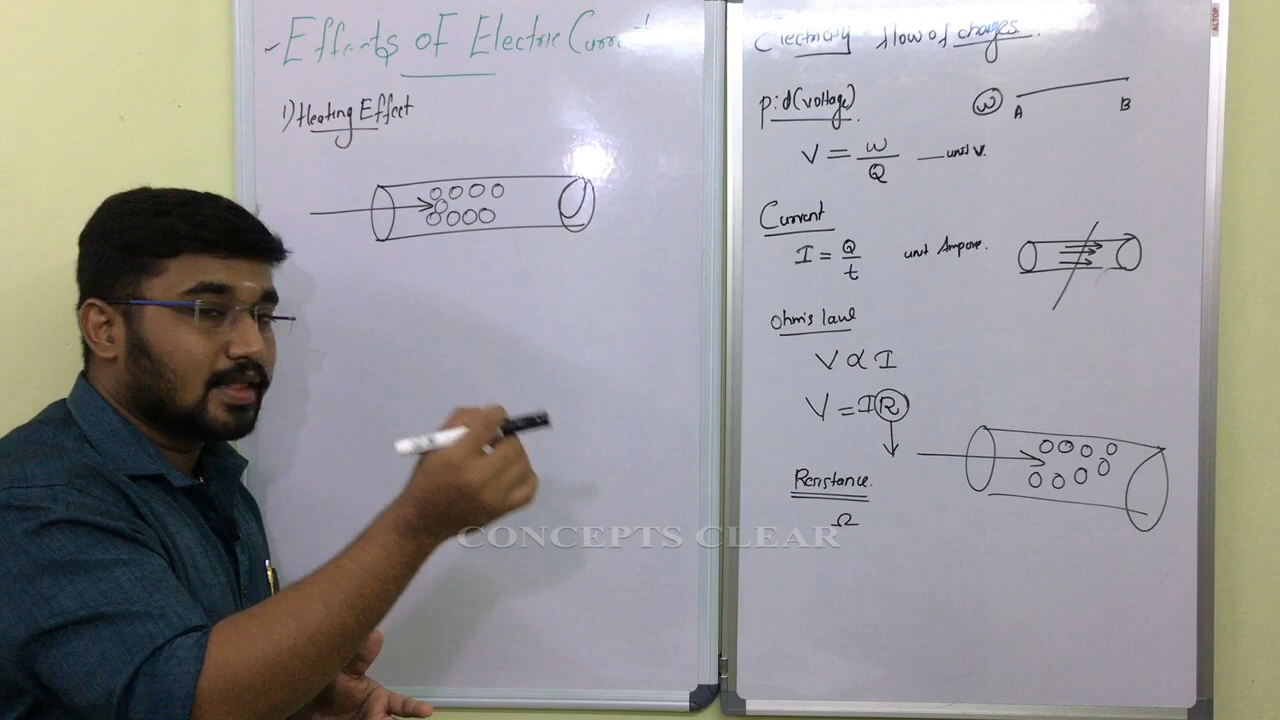 Effects of Electric Current
1) Heating Effect
Electricity flow of charges.
p.d (voltage)
W
A B
V = W/Q — unit V.
Current
I = Q/t unit Ampere.
Ohm's law
V ∝ I
V = IR
Resistance.
Ω
CONCEPTS CLEAR
ALTOP